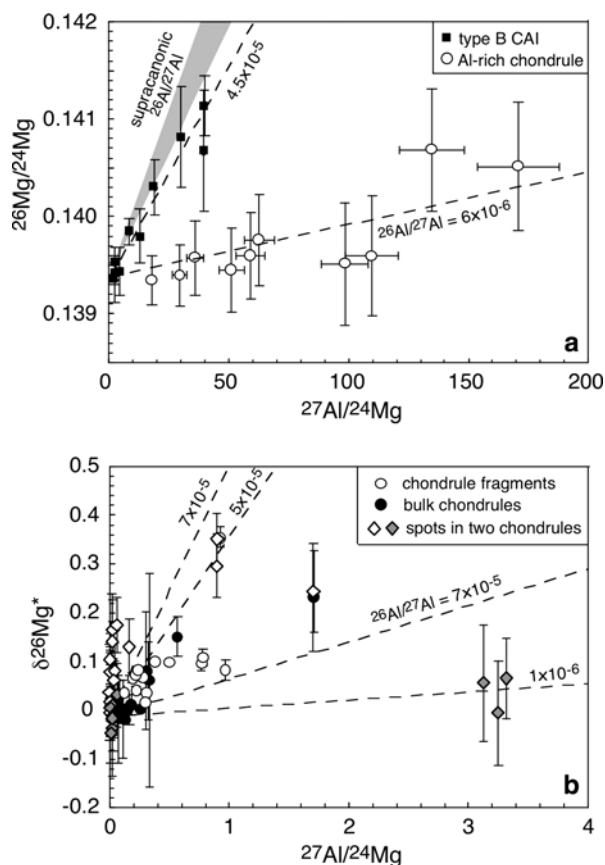 0.142
0.141
0.140
0.139
²⁶Mg/²⁴Mg
supracanonic
²⁶Al/²⁷Al
4.5x10⁻⁵
type B CAI
Al-rich chondrule
²⁶Al/²⁷Al = 6x10⁻⁶
a
0 50 100 150 200
²⁷Al/²⁴Mg
0.5
0.4
0.3
0.2
0.1
0
-0.1
-0.2
δ²⁶Mg*
7x10⁻⁵
5x10⁻⁵
chondrule fragments
bulk chondrules
spots in two chondrules
²⁶Al/²⁷Al = 7x10⁻⁵
1x10⁻⁶
b
0 1 2 3 4
²⁷Al/²⁴Mg